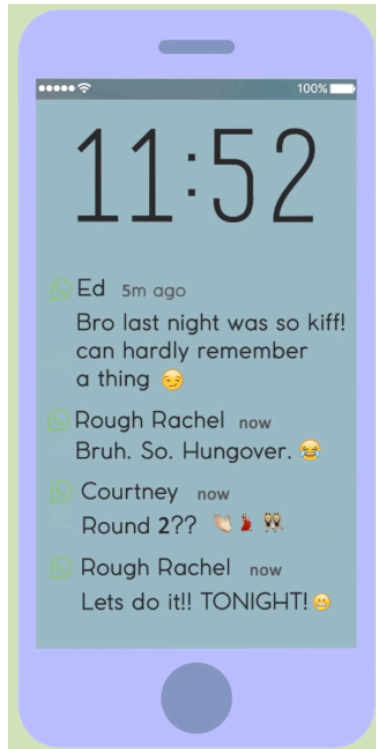 100%
11:52
Ed 5m ago
Bro last night was so kiff!
can hardly remember
a thing 😏
Rough Rachel now
Bruh. So. Hungover. 😂
Courtney now
Round 2?? 👏🏻💃👯
Rough Rachel now
Lets do it!! TONIGHT!😬